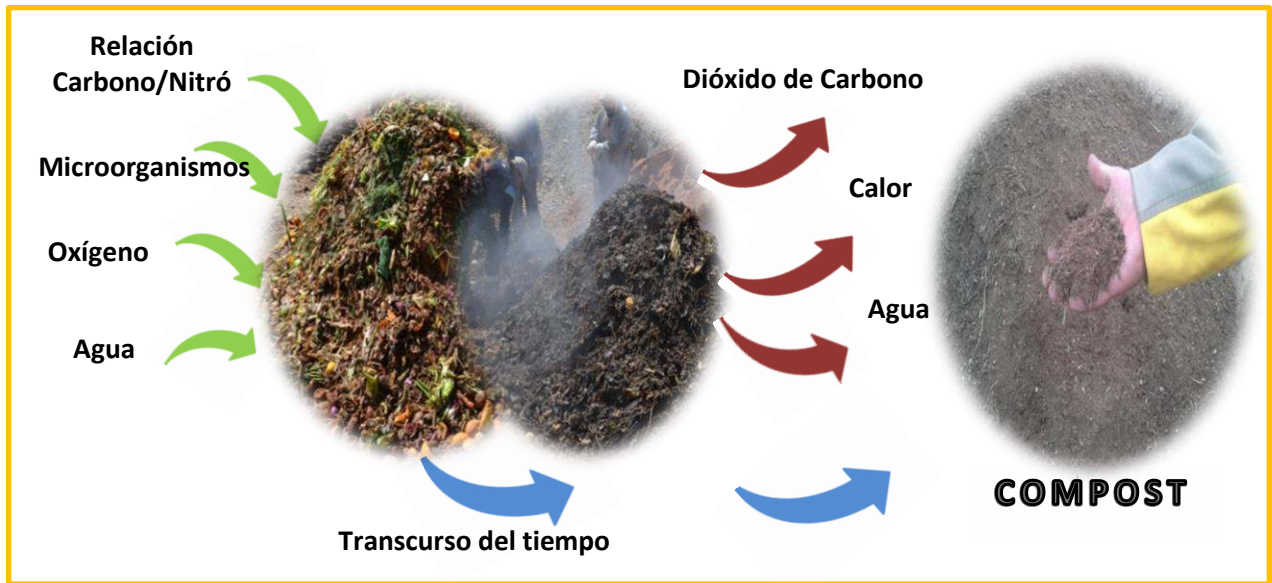 Relación
Carbono/Nitró
Microorganismos
Oxígeno
Agua
Dióxido de Carbono
Calor
Agua
Transcurso del tiempo
COMPOST